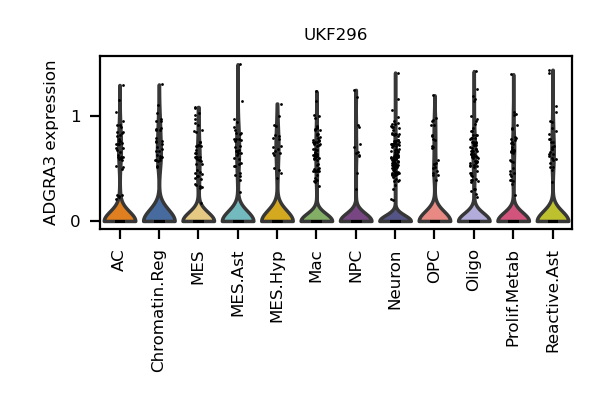 UKF296
ADGRA3 expression
1
0
AC
Chromatin.Reg
MES
MES.Ast
MES.Hyp
Mac
NPC
Neuron
OPC
Oligo
Prolif.Metab
Reactive.Ast